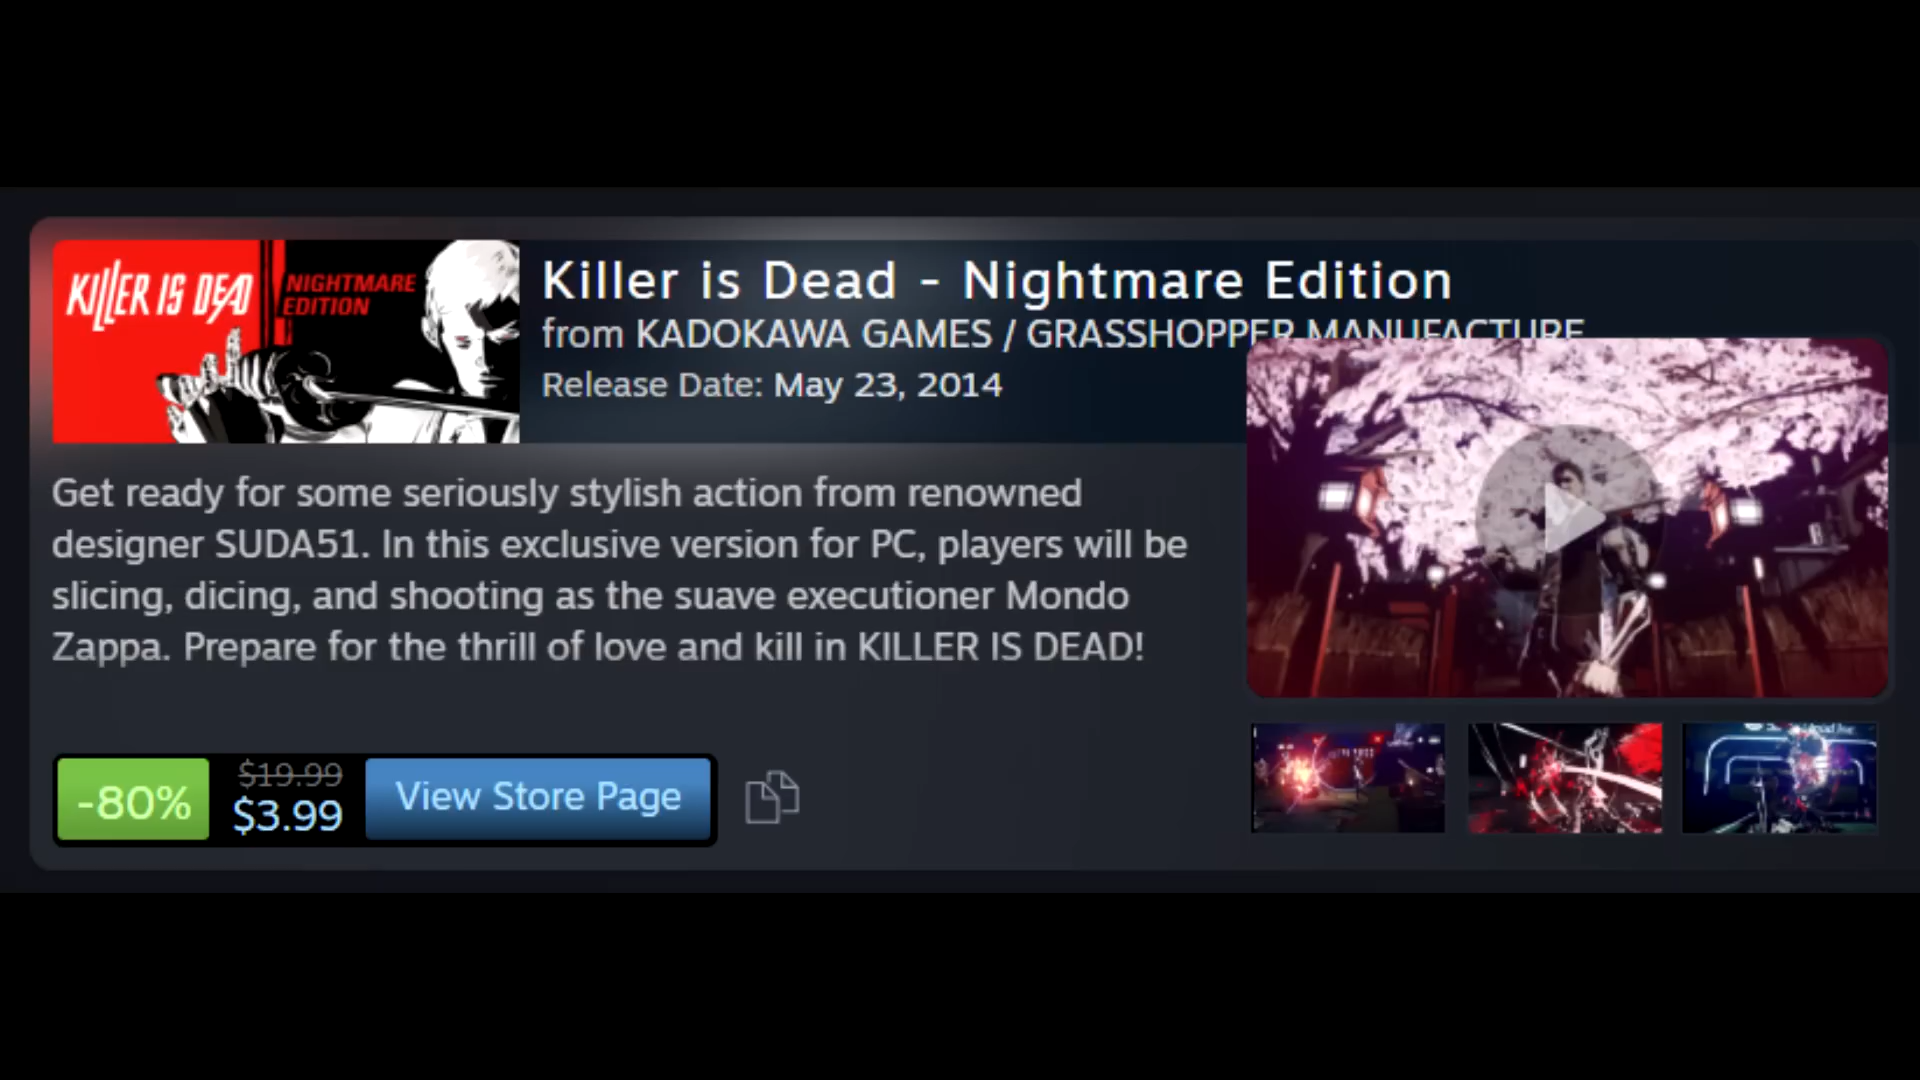 KILLER IS DEAD
NIGHTMARE
EDITION
Killer is Dead - Nightmare Edition
from KADOKAWA GAMES / GRASSHOPPER MANUFACTURE
Release Date: May 23, 2014
Get ready for some seriously stylish action from renowned
designer SUDA51. In this exclusive version for PC, players will be
slicing, dicing, and shooting as the suave executioner Mondo
Zappa. Prepare for the thrill of love and kill in KILLER IS DEAD!
-80%
$19.99
$3.99
View Store Page